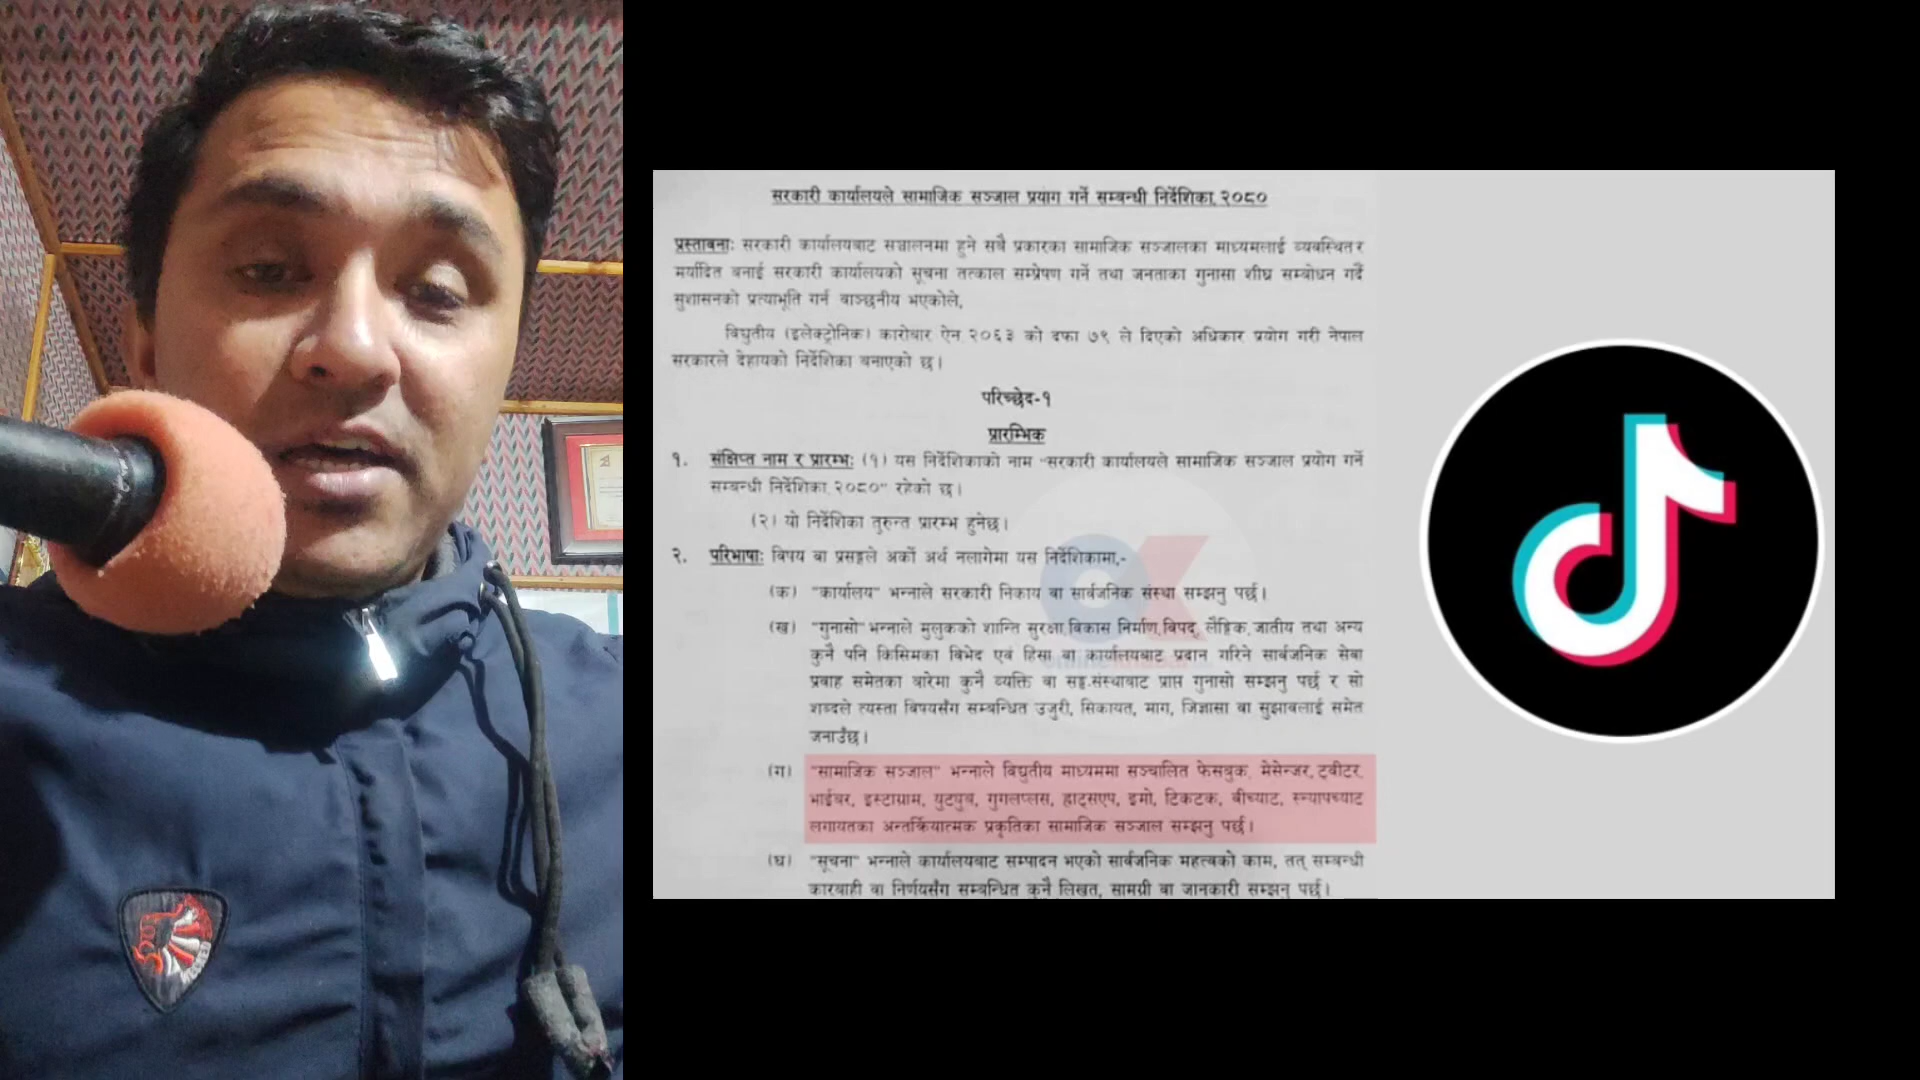 सरकारी कार्यालयले सामाजिक सञ्जाल प्रयोग गर्ने सम्बन्धी निर्देशिका, २०८०
प्रस्तावनाः सरकारी कार्यालयबाट सञ्चालनमा हुने सबै प्रकारका सामाजिक सञ्जालका माध्यमलाई व्यवस्थित र
मर्यादित बनाई सरकारी कार्यालयको सूचना तत्काल सम्प्रेषण गर्ने तथा जनताका गुनासा शीघ्र सम्बोधन गर्दै
सुशासनको प्रत्याभूति गर्न वाञ्छनीय भएकोले,
विद्युतीय (इलेक्ट्रोनिक) कारोबार ऐन २०६३ को दफा ७९ ले दिएको अधिकार प्रयोग गरी नेपाल
सरकारले देहायको निर्देशिका बनाएको छ।
परिच्छेद-१
प्रारम्भिक
१. संक्षिप्त नाम र प्रारम्भः (१) यस निर्देशिकाको नाम "सरकारी कार्यालयले सामाजिक सञ्जाल प्रयोग गर्ने
सम्बन्धी निर्देशिका, २०८०" रहेको छ।
(२) यो निर्देशिका तुरुन्त प्रारम्भ हुनेछ।
२. परिभाषाः विषय वा प्रसङ्गले अर्को अर्थ नलागेमा यस निर्देशिकामा,-
(क) "कार्यालय" भन्नाले सरकारी निकाय वा सार्वजनिक संस्था सम्झनु पर्छ।
(ख) "गुनासो" भन्नाले मुलुकको शान्ति सुरक्षा, विकास निर्माण, विपद, लैङ्गिक, जातीय तथा अन्य
कुनै पनि किसिमका विभेद एवं हिंसा वा कार्यालयबाट प्रदान गरिने सार्वजनिक सेवा
प्रवाह समेतका बारेमा कुनै व्यक्ति वा सङ्घ-संस्थाबाट प्राप्त गुनासो सम्झनु पर्छ र सो
शब्दले त्यस्ता विषयसँग सम्बन्धित उजुरी, सिकायत, माग, जिज्ञासा वा सुझावलाई समेत
जनाउँछ।
(ग) "सामाजिक सञ्जाल" भन्नाले विद्युतीय माध्यममा सञ्चालित फेसबुक, मेसेन्जर, ट्वीटर,
भाईबर, इस्टाग्राम, युट्युब, गुगलप्लस, ह्वाट्सएप, इमो, टिकटक, वीच्याट, स्न्यापच्याट
लगायतका अन्तर्क्रियात्मक प्रकृतिका सामाजिक सञ्जाल सम्झनु पर्छ।
(घ) "सूचना" भन्नाले कार्यालयबाट सम्पादन भएको सार्वजनिक महत्वको काम, तत् सम्बन्धी
कारबाही वा निर्णयसँग सम्बन्धित कुनै लिखत, सामग्री वा जानकारी सम्झनु पर्छ।